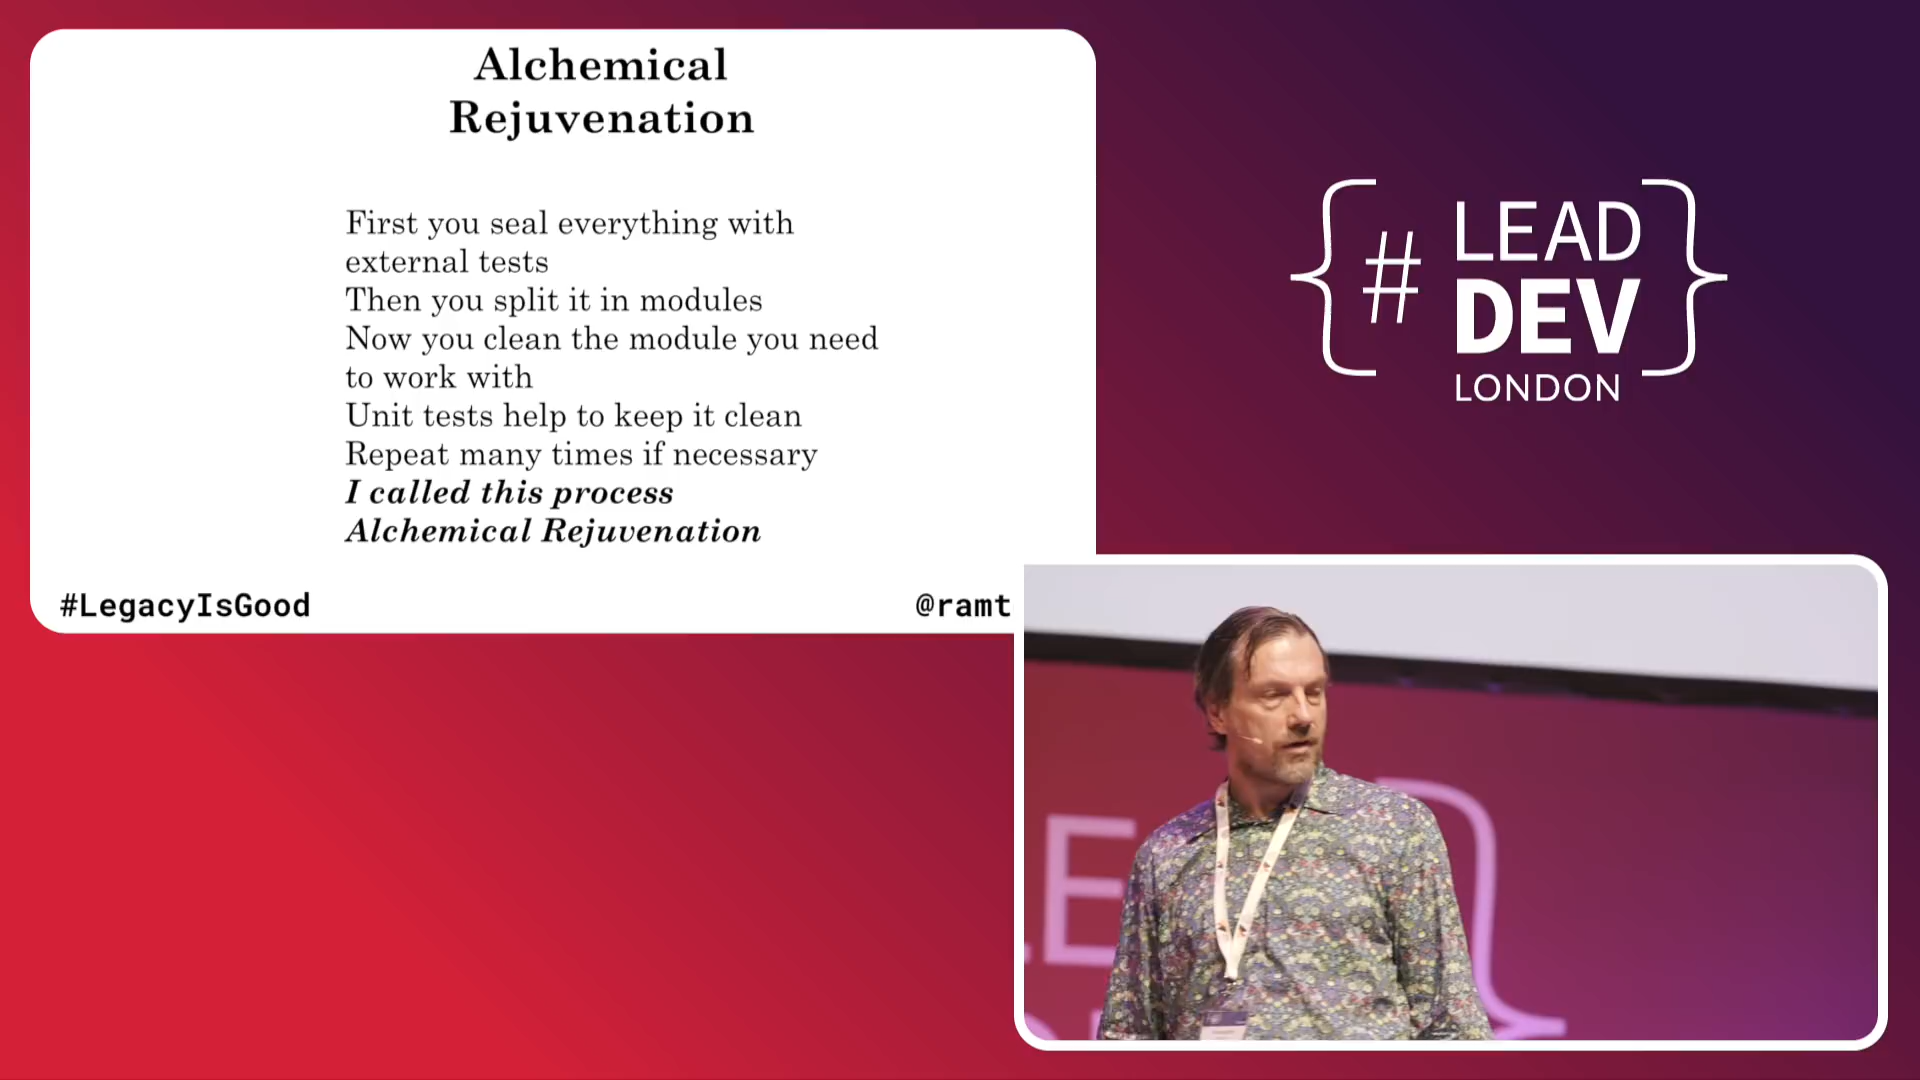 Alchemical
Rejuvenation
First you seal everything with
external tests
Then you split it in modules
Now you clean the module you need
to work with
Unit tests help to keep it clean
Repeat many times if necessary
I called this process
Alchemical Rejuvenation
#LegacyIsGood
@ramt
{# LEAD
DEV}
LONDON
LE